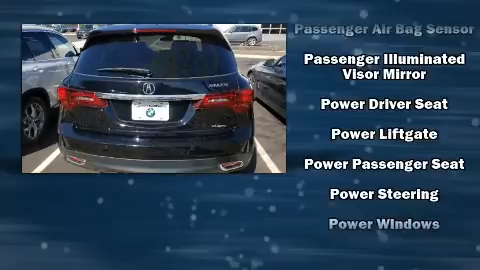 Passenger Air Bag Sensor
Passenger Illuminated
Visor Mirror
Power Driver Seat
Power Liftgate
Power Passenger Seat
Power Steering
Power Windows